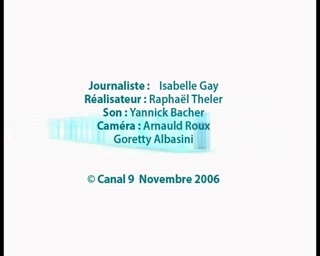 Journaliste : Isabelle Gay
Réalisateur : Raphaël Theler
Son : Yannick Bacher
Caméra : Arnauld Roux
Goretty Albasini
© Canal 9 Novembre 2006